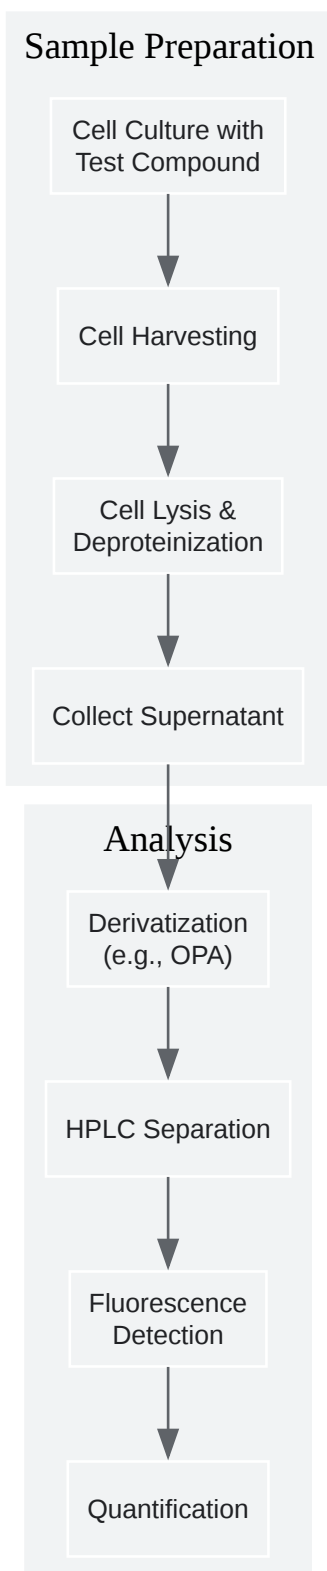 Sample Preparation
Cell Culture with
Test Compound
Cell Harvesting
Cell Lysis &
Deproteinization
Collect Supernatant
Analysis
Derivatization
(e.g., OPA)
HPLC Separation
Fluorescence
Detection
Quantification